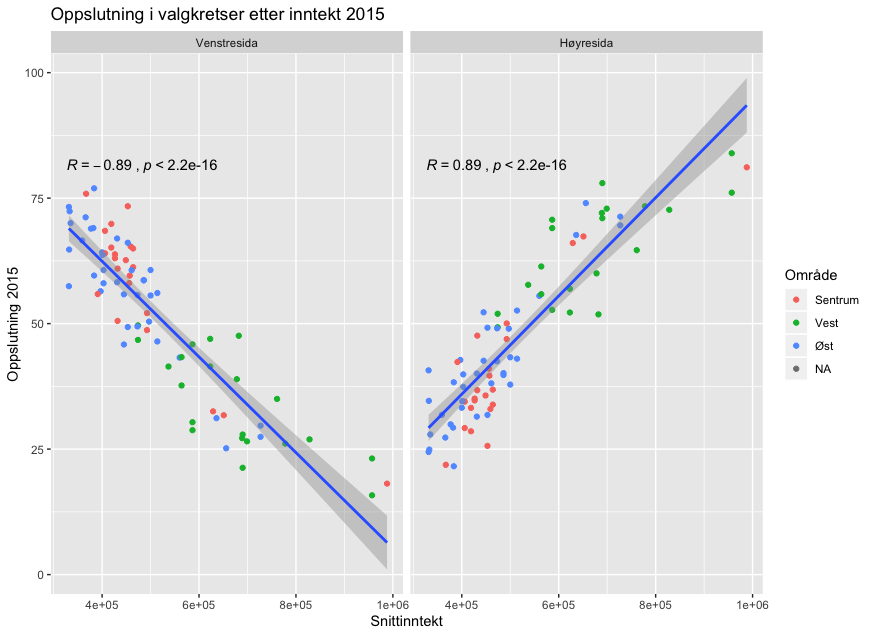 Oppslutning i valgkretser etter inntekt 2015
Venstresida
Høyresida
Oppslutning 2015
100
75
50
25
0
R = −0.89 , p < 2.2e-16
R = 0.89 , p < 2.2e-16
4e+05
6e+05
8e+05
1e+06
4e+05
6e+05
8e+05
1e+06
Snittinntekt
Område
Sentrum
Vest
Øst
NA